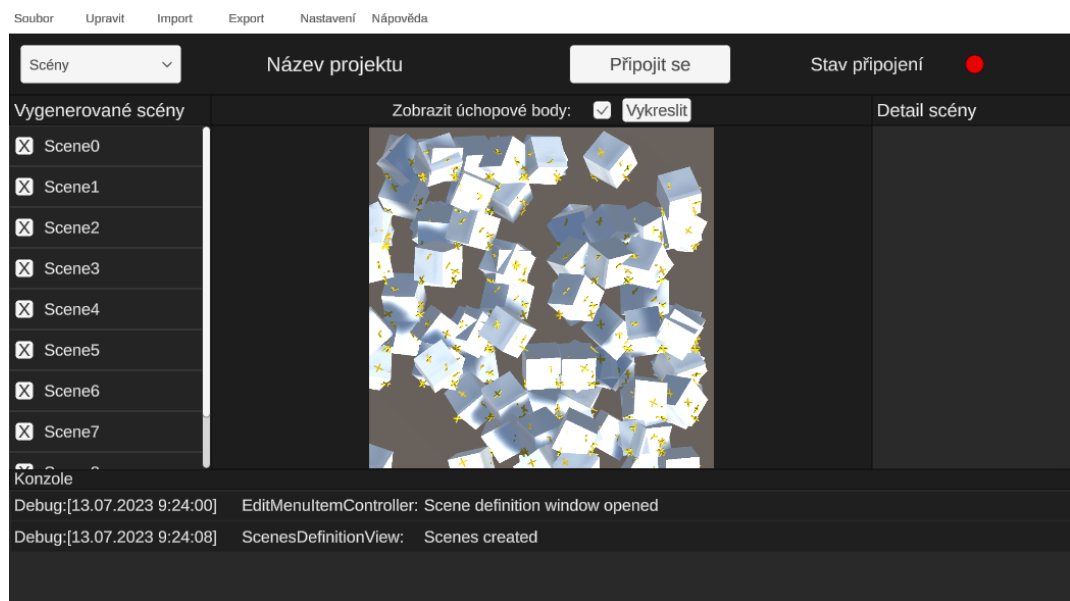 Soubor Upravit Import Export Nastavení Nápověda
Scény Název projektu Připojit se Stav připojení
Vygenerované scény Zobrazit úchopové body: Vykreslit Detail scény
X Scene0
X Scene1
X Scene2
X Scene3
X Scene4
X Scene5
X Scene6
X Scene7
Konzole
Debug:[13.07.2023 9:24:00] EditMenuItemController: Scene definition window opened
Debug:[13.07.2023 9:24:08] ScenesDefinitionView: Scenes created